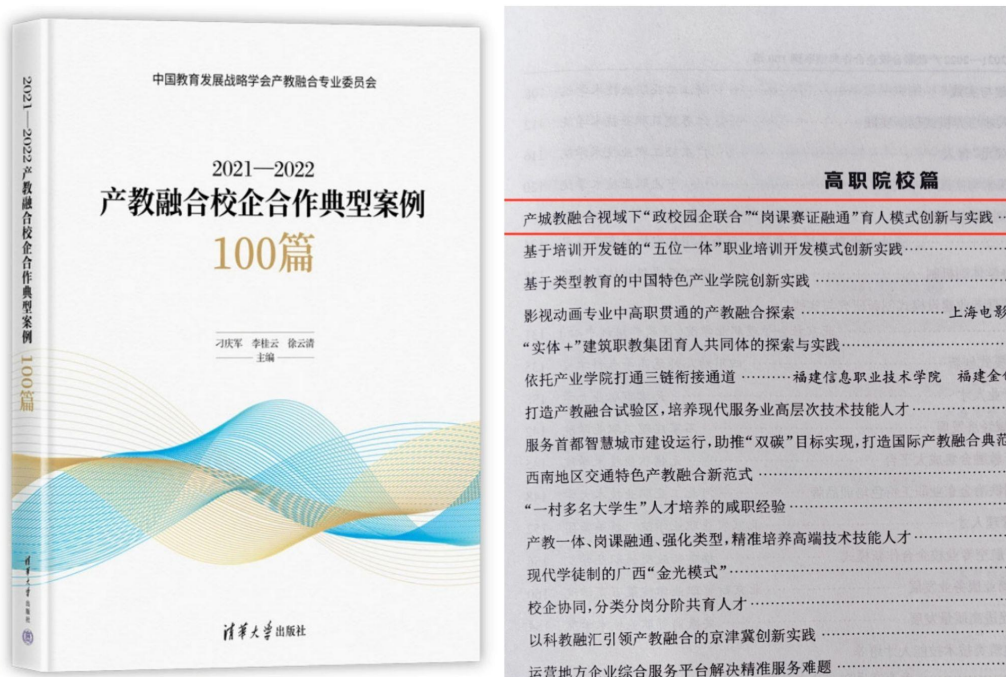 2021—2022产教融合校企合作典型案例 100篇
清华大学出版社
中国教育发展战略学会产教融合专业委员会
2021—2022
产教融合校企合作典型案例
100篇
刁庆军 李桂云 徐云清
主编
清华大学出版社
高职院校篇
产城教融合视域下“政校园企联合”“岗课赛证融通”育人模式创新与实践
基于培训开发链的“五位一体”职业培训开发模式创新实践
基于类型教育的中国特色产业学院创新实践
影视动画专业中高职贯通的产教融合探索 上海电影
“实体+”建筑职教集团育人共同体的探索与实践
依托产业学院打通三链衔接通道 福建信息职业技术学院 福建金
打造产教融合试验区,培养现代服务业高层次技术技能人才
服务首都智慧城市建设运行,助推“双碳”目标实现,打造国际产教融合典范
西南地区交通特色产教融合新范式
“一村多名大学生”人才培养的咸职经验
产教一体、岗课融通、强化类型,精准培养高端技术技能人才
现代学徒制的广西“金光模式”
校企协同,分类分岗分阶共育人才
以科教融汇引领产教融合的京津冀创新实践
运营地方企业综合服务平台解决精准服务难题